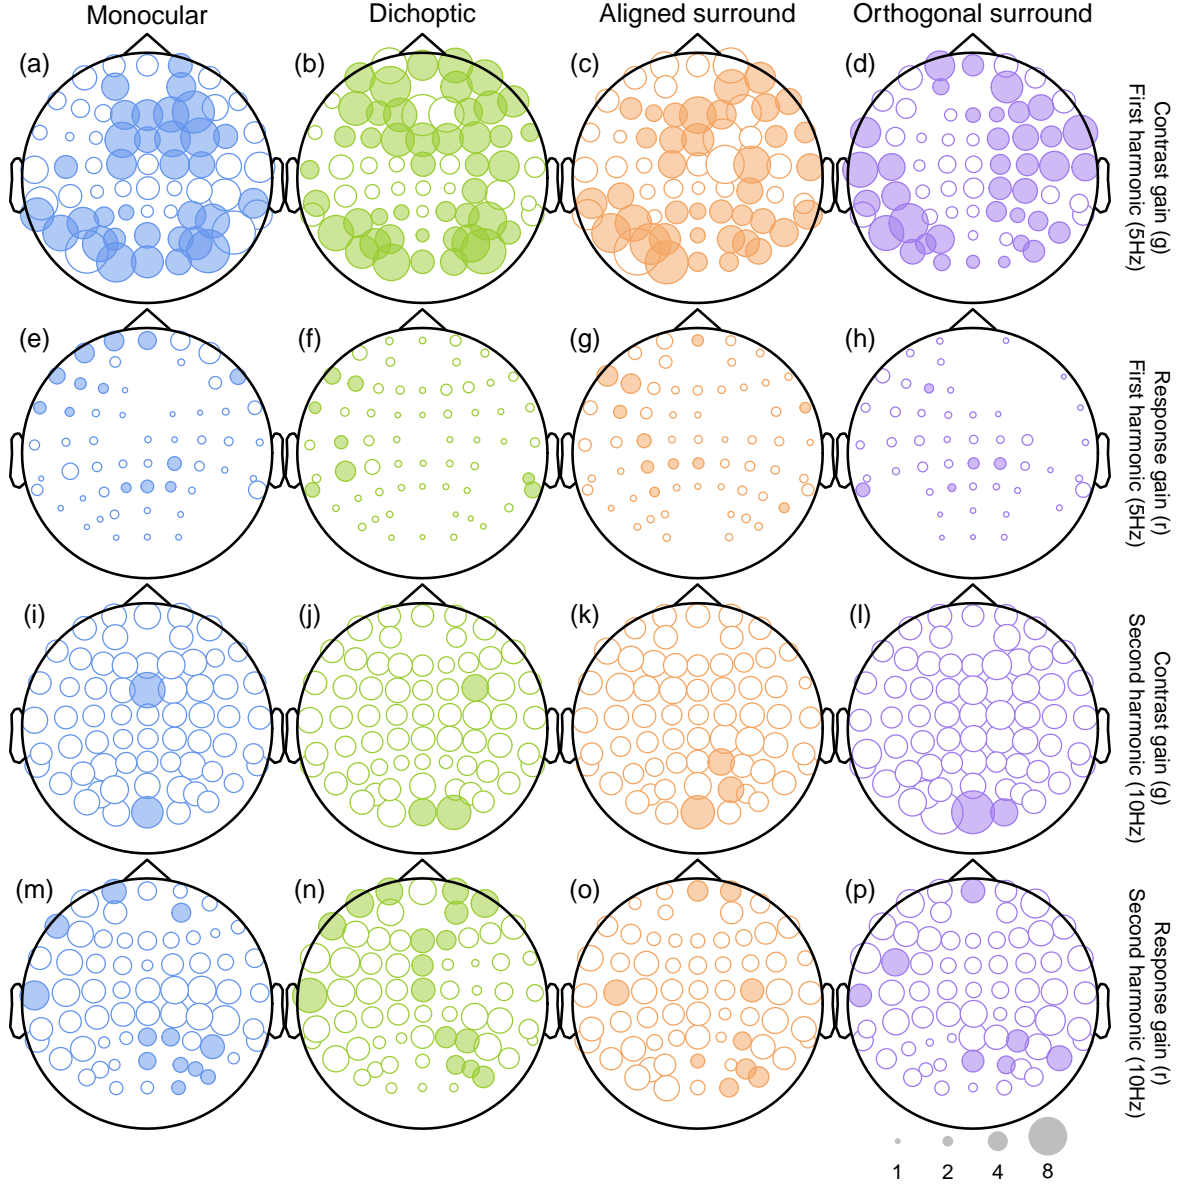 Monocular
Dichoptic
Aligned surround
Orthogonal surround
(a)
(b)
(c)
(d)
Contrast gain (g)
First harmonic (5Hz)
(e)
(f)
(g)
(h)
Response gain (r)
First harmonic (5Hz)
(i)
(j)
(k)
(l)
Contrast gain (g)
Second harmonic (10Hz)
(m)
(n)
(o)
(p)
Response gain (r)
Second harmonic (10Hz)
1
2
4
8